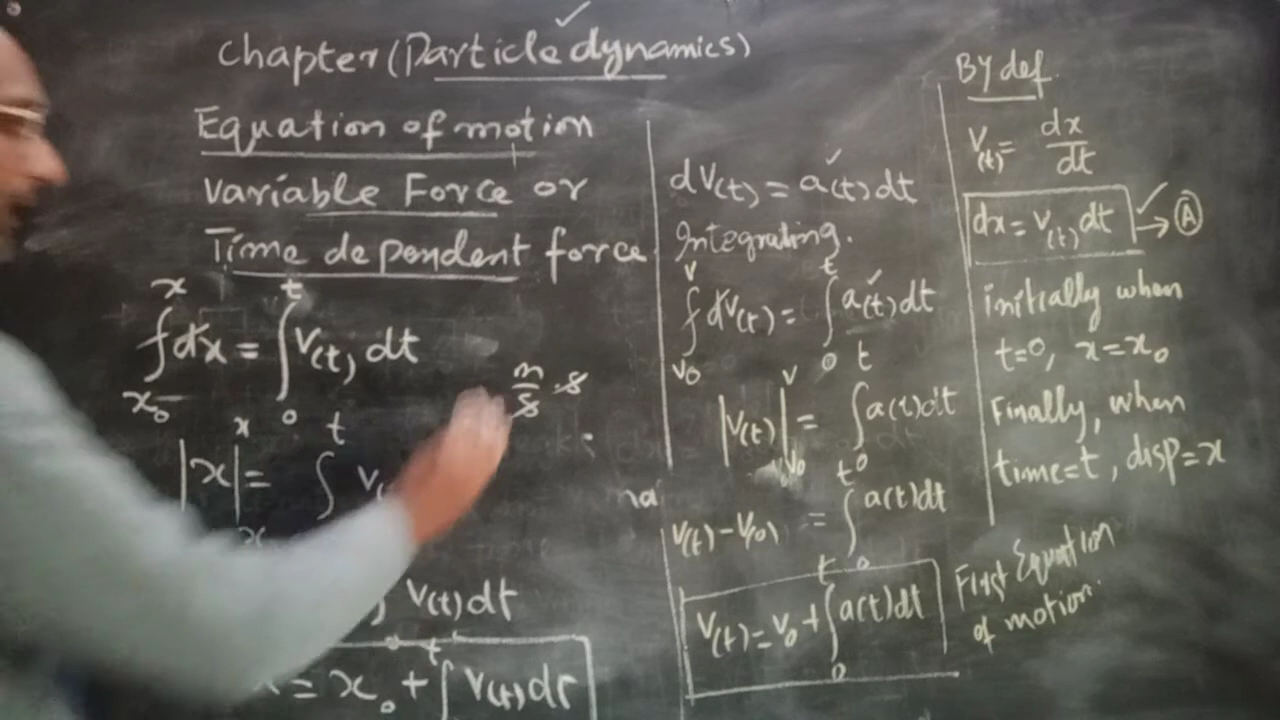 Chapter (Particle dynamics)
Equation of motion
variable Force or
Time dependent force
x t
∫dx = ∫v(t) dt
x₀ 0
m/s · s
x t
|x| = ∫ v(
x
v(t)dt
t
x = x₀ + ∫ v(t)dt
na
dv(t) = a(t)dt
Integrating.
v t
∫dv(t) = ∫a(t)dt
v₀ 0
v t
|v(t)| = ∫a(t)dt
v₀ 0
t
v(t) - v(0) = ∫a(t)dt
0
t
v(t) = v₀ + ∫a(t)dt
0
First Equation
of motion.
BY def.
v(t) = dx/dt
dx = v(t) dt → Ⓐ
initially when
t=0, x=x₀
Finally, when
time=t, disp=x